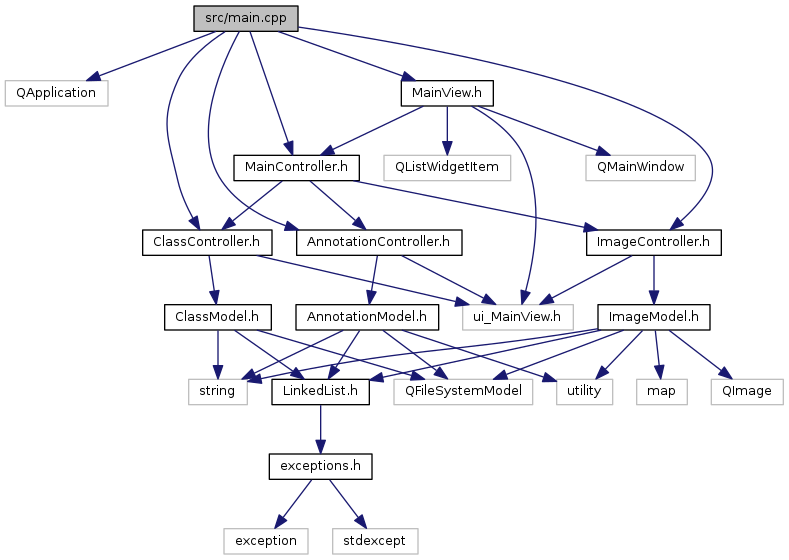 src/main.cpp
QApplication
MainView.h
MainController.h
QListWidgetItem
QMainWindow
ClassController.h
AnnotationController.h
ImageController.h
ClassModel.h
AnnotationModel.h
ui_MainView.h
ImageModel.h
string
LinkedList.h
QFileSystemModel
utility
map
QImage
exceptions.h
exception
stdexcept